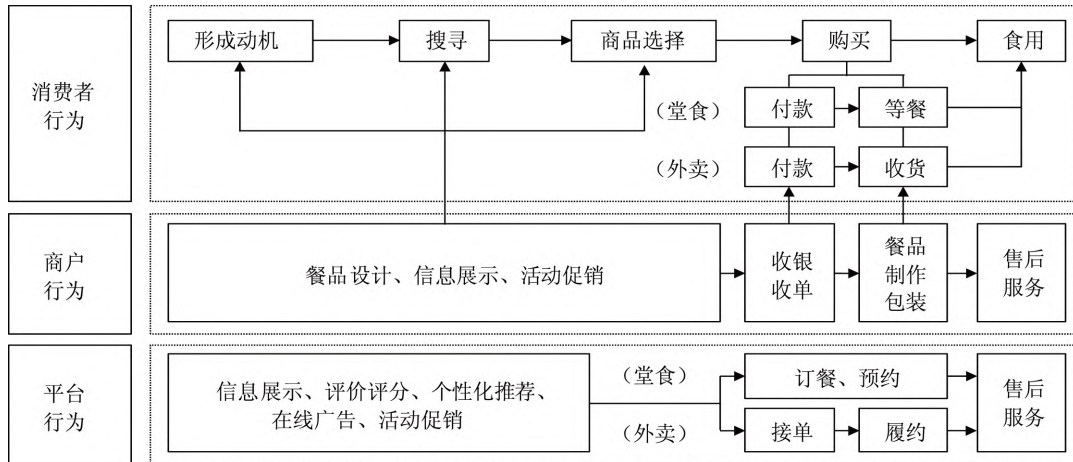 消费者
行为
形成动机
搜寻
商品选择
购买
食用
（堂食）
付款
等餐
（外卖）
付款
收货
商户
行为
餐品设计、信息展示、活动促销
收银
收单
餐品
制作
包装
售后
服务
平台
行为
信息展示、评价评分、个性化推荐、
在线广告、活动促销
（堂食）
订餐、预约
（外卖）
接单
履约
售后
服务